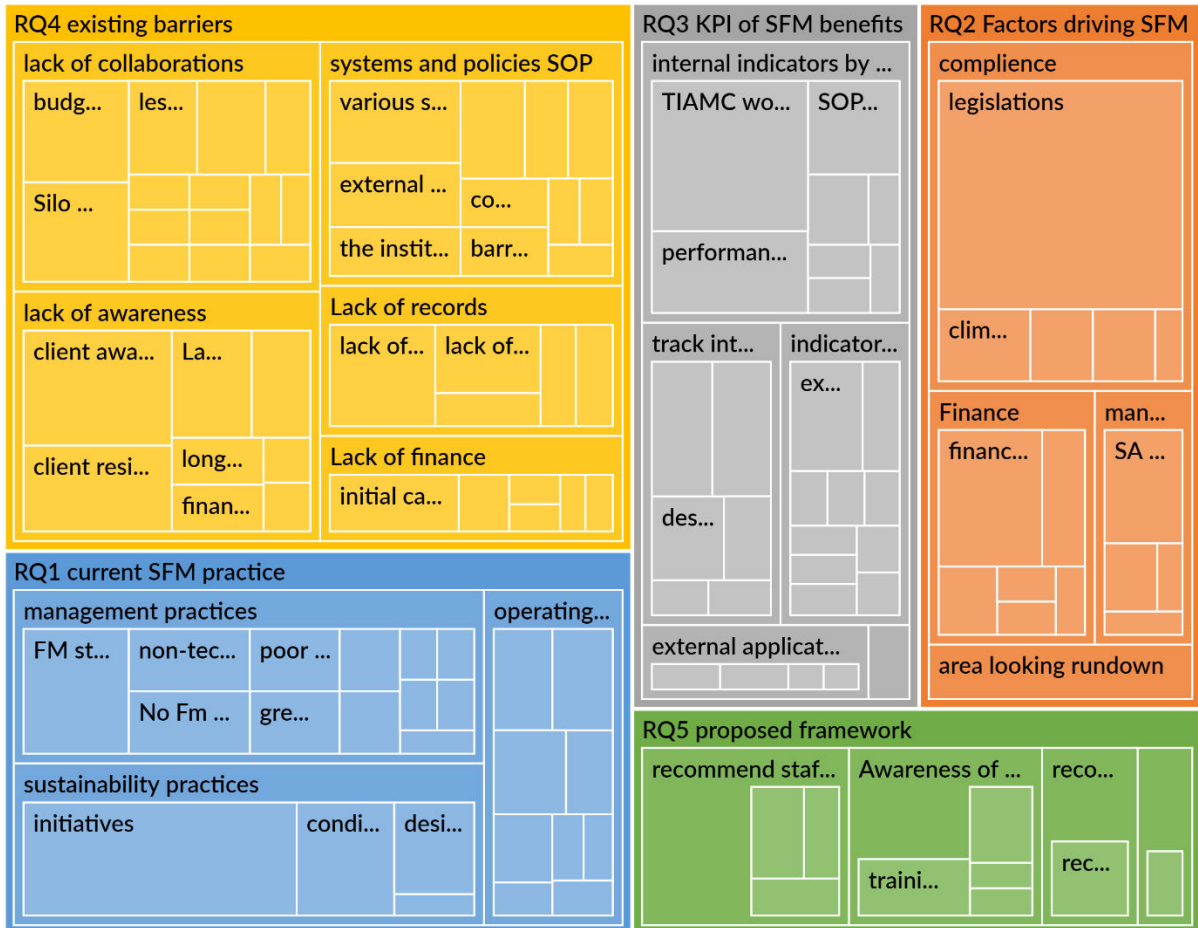 RQ4 existing barriers
lack of collaborations
budg...
les...
Silo ...
systems and policies SOP
various s...
external ...
co...
the instit...
barr...
lack of awareness
client awa...
La...
client resi...
long...
finan...
Lack of records
lack of...
lack of...
Lack of finance
initial ca...
RQ1 current SFM practice
management practices
FM st...
non-tec...
poor ...
No Fm ...
gre...
operating...
sustainability practices
initiatives
condi...
desi...
RQ3 KPI of SFM benefits
internal indicators by ...
TIAMC wo...
SOP...
performan...
track int...
des...
indicator...
ex...
external applicat...
RQ2 Factors driving SFM
complience
legislations
clim...
Finance
financ...
man...
SA ...
area looking rundown
RQ5 proposed framework
recommend staf...
Awareness of ...
traini...
reco...
rec...